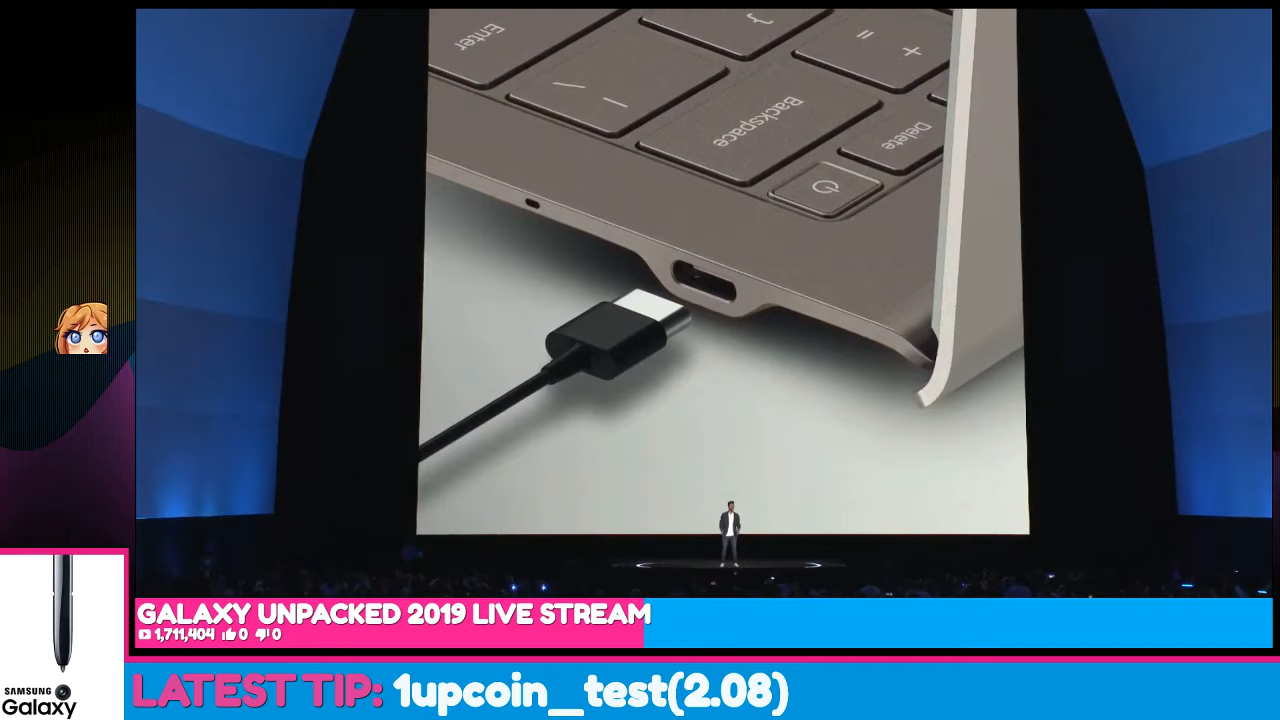 Enter
}
=
+
\
|
Backspace
Delete
GALAXY UNPACKED 2019 LIVE STREAM
1,711,404 0 0
LATEST TIP: 1upcoin_test(2.08)
SAMSUNG
Galaxy